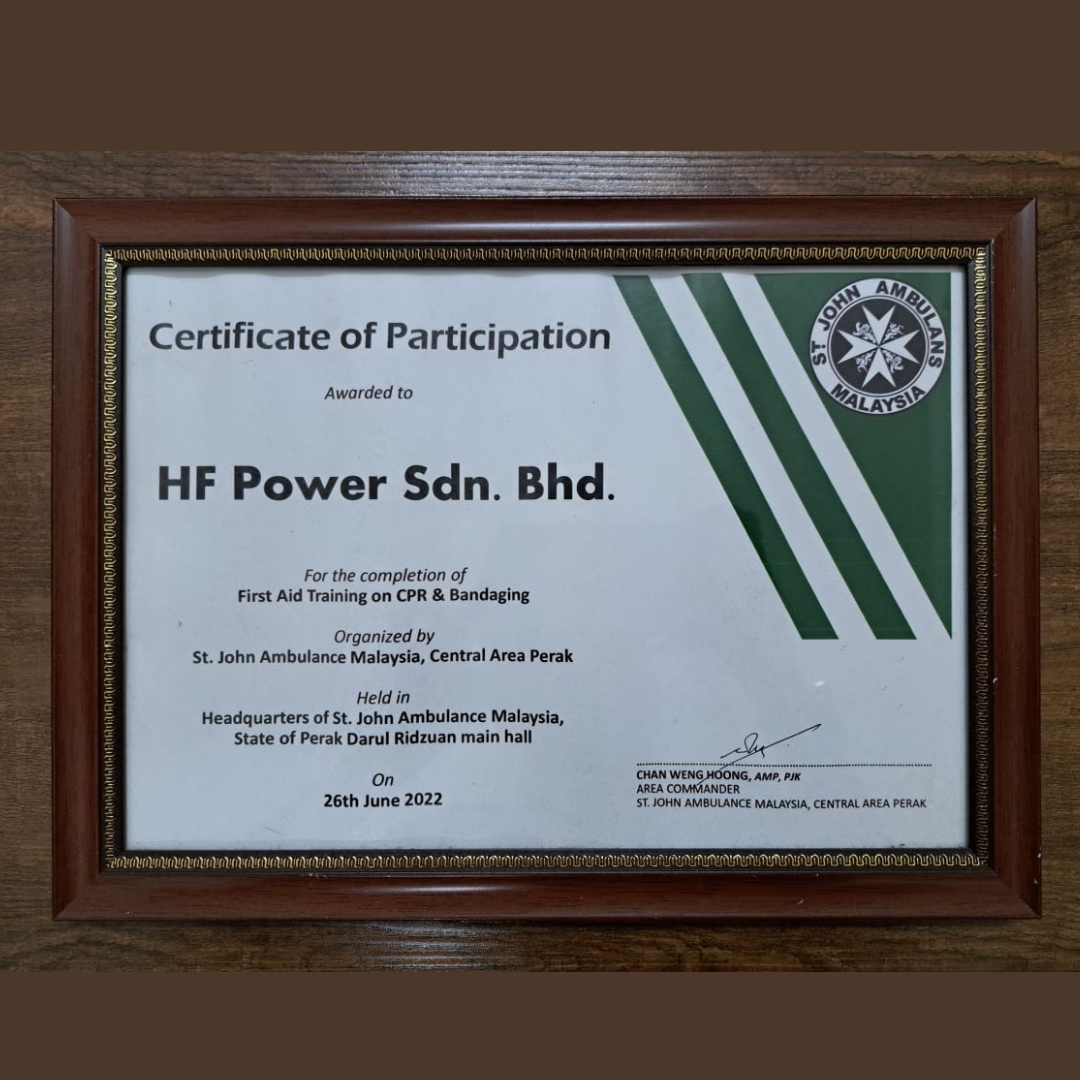 Certificate of Participation
Awarded to
HF Power Sdn. Bhd.
For the completion of
First Aid Training on CPR & Bandaging
Organized by
St. John Ambulance Malaysia, Central Area Perak
Held in
Headquarters of St. John Ambulance Malaysia,
State of Perak Darul Ridzuan main hall
On
26th June 2022
ST JOHN AMBULANS
MALAYSIA
CHAN WENG HOONG, AMP, PJK
AREA COMMANDER
ST. JOHN AMBULANCE MALAYSIA, CENTRAL AREA PERAK